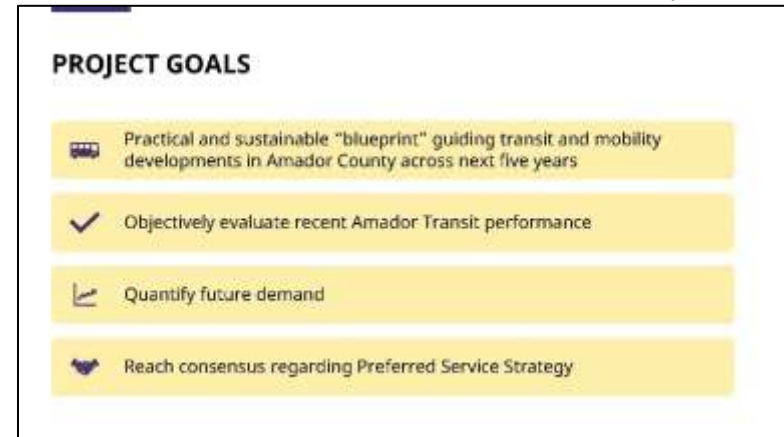 PROJECT GOALS
Practical and sustainable “blueprint” guiding transit and mobility
developments in Amador County across next five years
Objectively evaluate recent Amador Transit performance
Quantify future demand
Reach consensus regarding Preferred Service Strategy